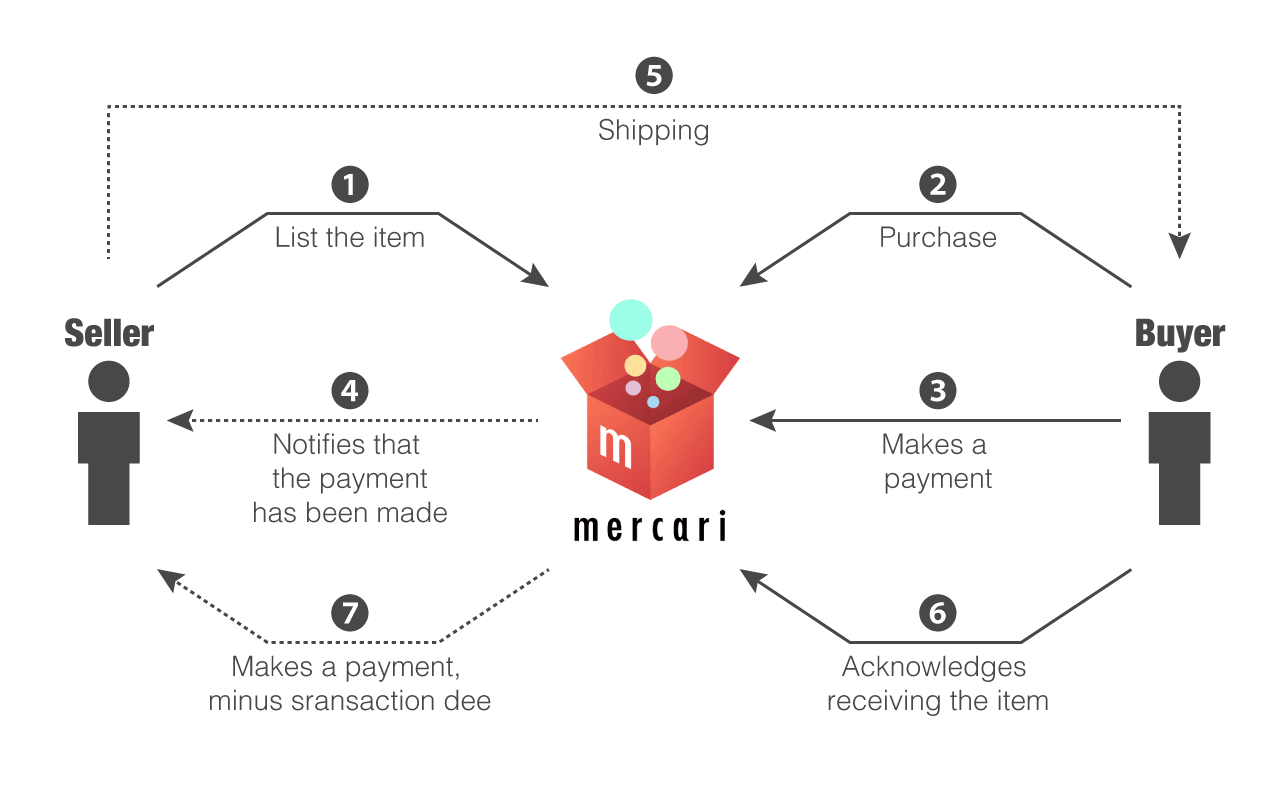 5
Shipping
1
List the item
2
Purchase
Seller
Buyer
4
Notifies that
the payment
has been made
m
mercari
3
Makes a
payment
7
Makes a payment,
minus sransaction dee
6
Acknowledges
receiving the item